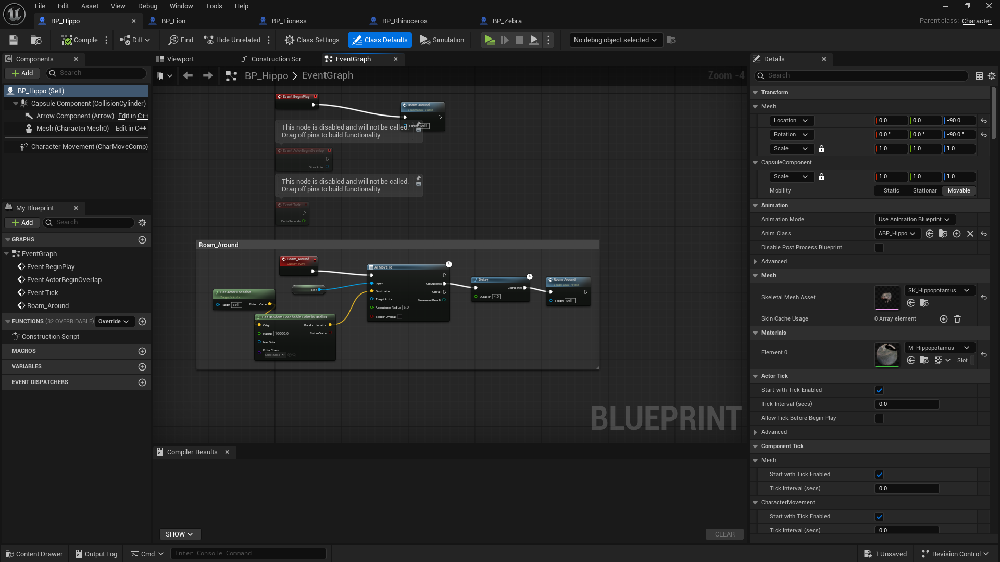 File Edit Asset View Debug Window Tools Help
BP_Hippo BP_Lion BP_Lioness BP_Rhinoceros BP_Zebra
Parent class: Character
Compile Diff Find Hide Unrelated Class Settings Class Defaults Simulation No debug object selected
Components
Add Search
BP_Hippo (Self)
Capsule Component (CollisionCylinder)
Arrow Component (Arrow) Edit in C++
Mesh (CharacterMesh0) Edit in C++
Character Movement (CharMoveComp)
My Blueprint
Add Search
GRAPHS
EventGraph
Event BeginPlay
Event ActorBeginOverlap
Event Tick
Roam_Around
FUNCTIONS (32 OVERRIDABLE) Override
Construction Script
MACROS
VARIABLES
EVENT DISPATCHERS
Viewport Construction Scr... EventGraph
BP_Hippo > EventGraph
Zoom -4
Event BeginPlay
Roam Around
Target is BP Hippo
Target self
This node is disabled and will not be called.
Drag off pins to build functionality.
Event ActorBeginOverlap
Other Actor
This node is disabled and will not be called.
Drag off pins to build functionality.
Event Tick
Delta Seconds
Roam_Around
Roam_Around
Custom Event
Self
Get Actor Location
Target is Actor
Target self Return Value
Get Random Reachable Point in Radius
Origin Random Location
Radius 10000.0 Return Value
Nav Data
Filter Class
Select Class
AI MoveTo
Pawn On Success
Destination On Fail
Target Actor Movement Result
Acceptance Radius 5.0
Stop on Overlap
Delay
Completed
Duration 4.0
Roam Around
Target is BP Hippo
Target self
BLUEPRINT
Compiler Results
SHOW CLEAR
Details
Search
Transform
Mesh
Location 0.0 0.0 -90.0
Rotation 0.0 ° 0.0 ° -90.0 °
Scale 1.0 1.0 1.0
CapsuleComponent
Scale 1.0 1.0 1.0
Mobility Static Stationar Movable
Animation
Animation Mode Use Animation Blueprint
Anim Class ABP_Hippo
Disable Post Process Blueprint
Advanced
Mesh
Skeletal Mesh Asset SK_Hippopotamus
Skin Cache Usage 0 Array element
Materials
Element 0 M_Hippopotamus
Slot
Actor Tick
Start with Tick Enabled
Tick Interval (secs) 0.0
Allow Tick Before Begin Play
Advanced
Component Tick
Mesh
Start with Tick Enabled
Tick Interval (secs) 0.0
CharacterMovement
Start with Tick Enabled
Tick Interval (secs) 0.0
Content Drawer Output Log Cmd Enter Console Command 1 Unsaved Revision Control